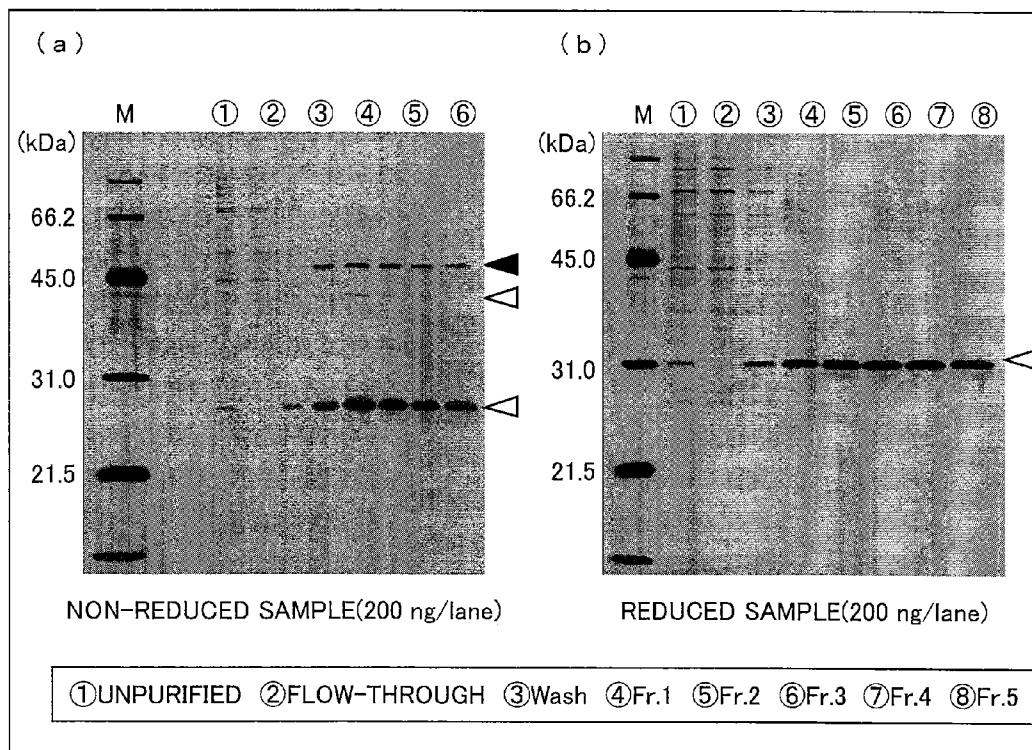 (a)
M ① ② ③ ④ ⑤ ⑥
(kDa)
66.2
45.0
31.0
21.5
NON-REDUCED SAMPLE(200 ng/lane)
(b)
M ① ② ③ ④ ⑤ ⑥ ⑦ ⑧
(kDa)
66.2
45.0
31.0
21.5
REDUCED SAMPLE(200 ng/lane)
①UNPURIFIED ②FLOW-THROUGH ③Wash ④Fr.1 ⑤Fr.2 ⑥Fr.3 ⑦Fr.4 ⑧Fr.5